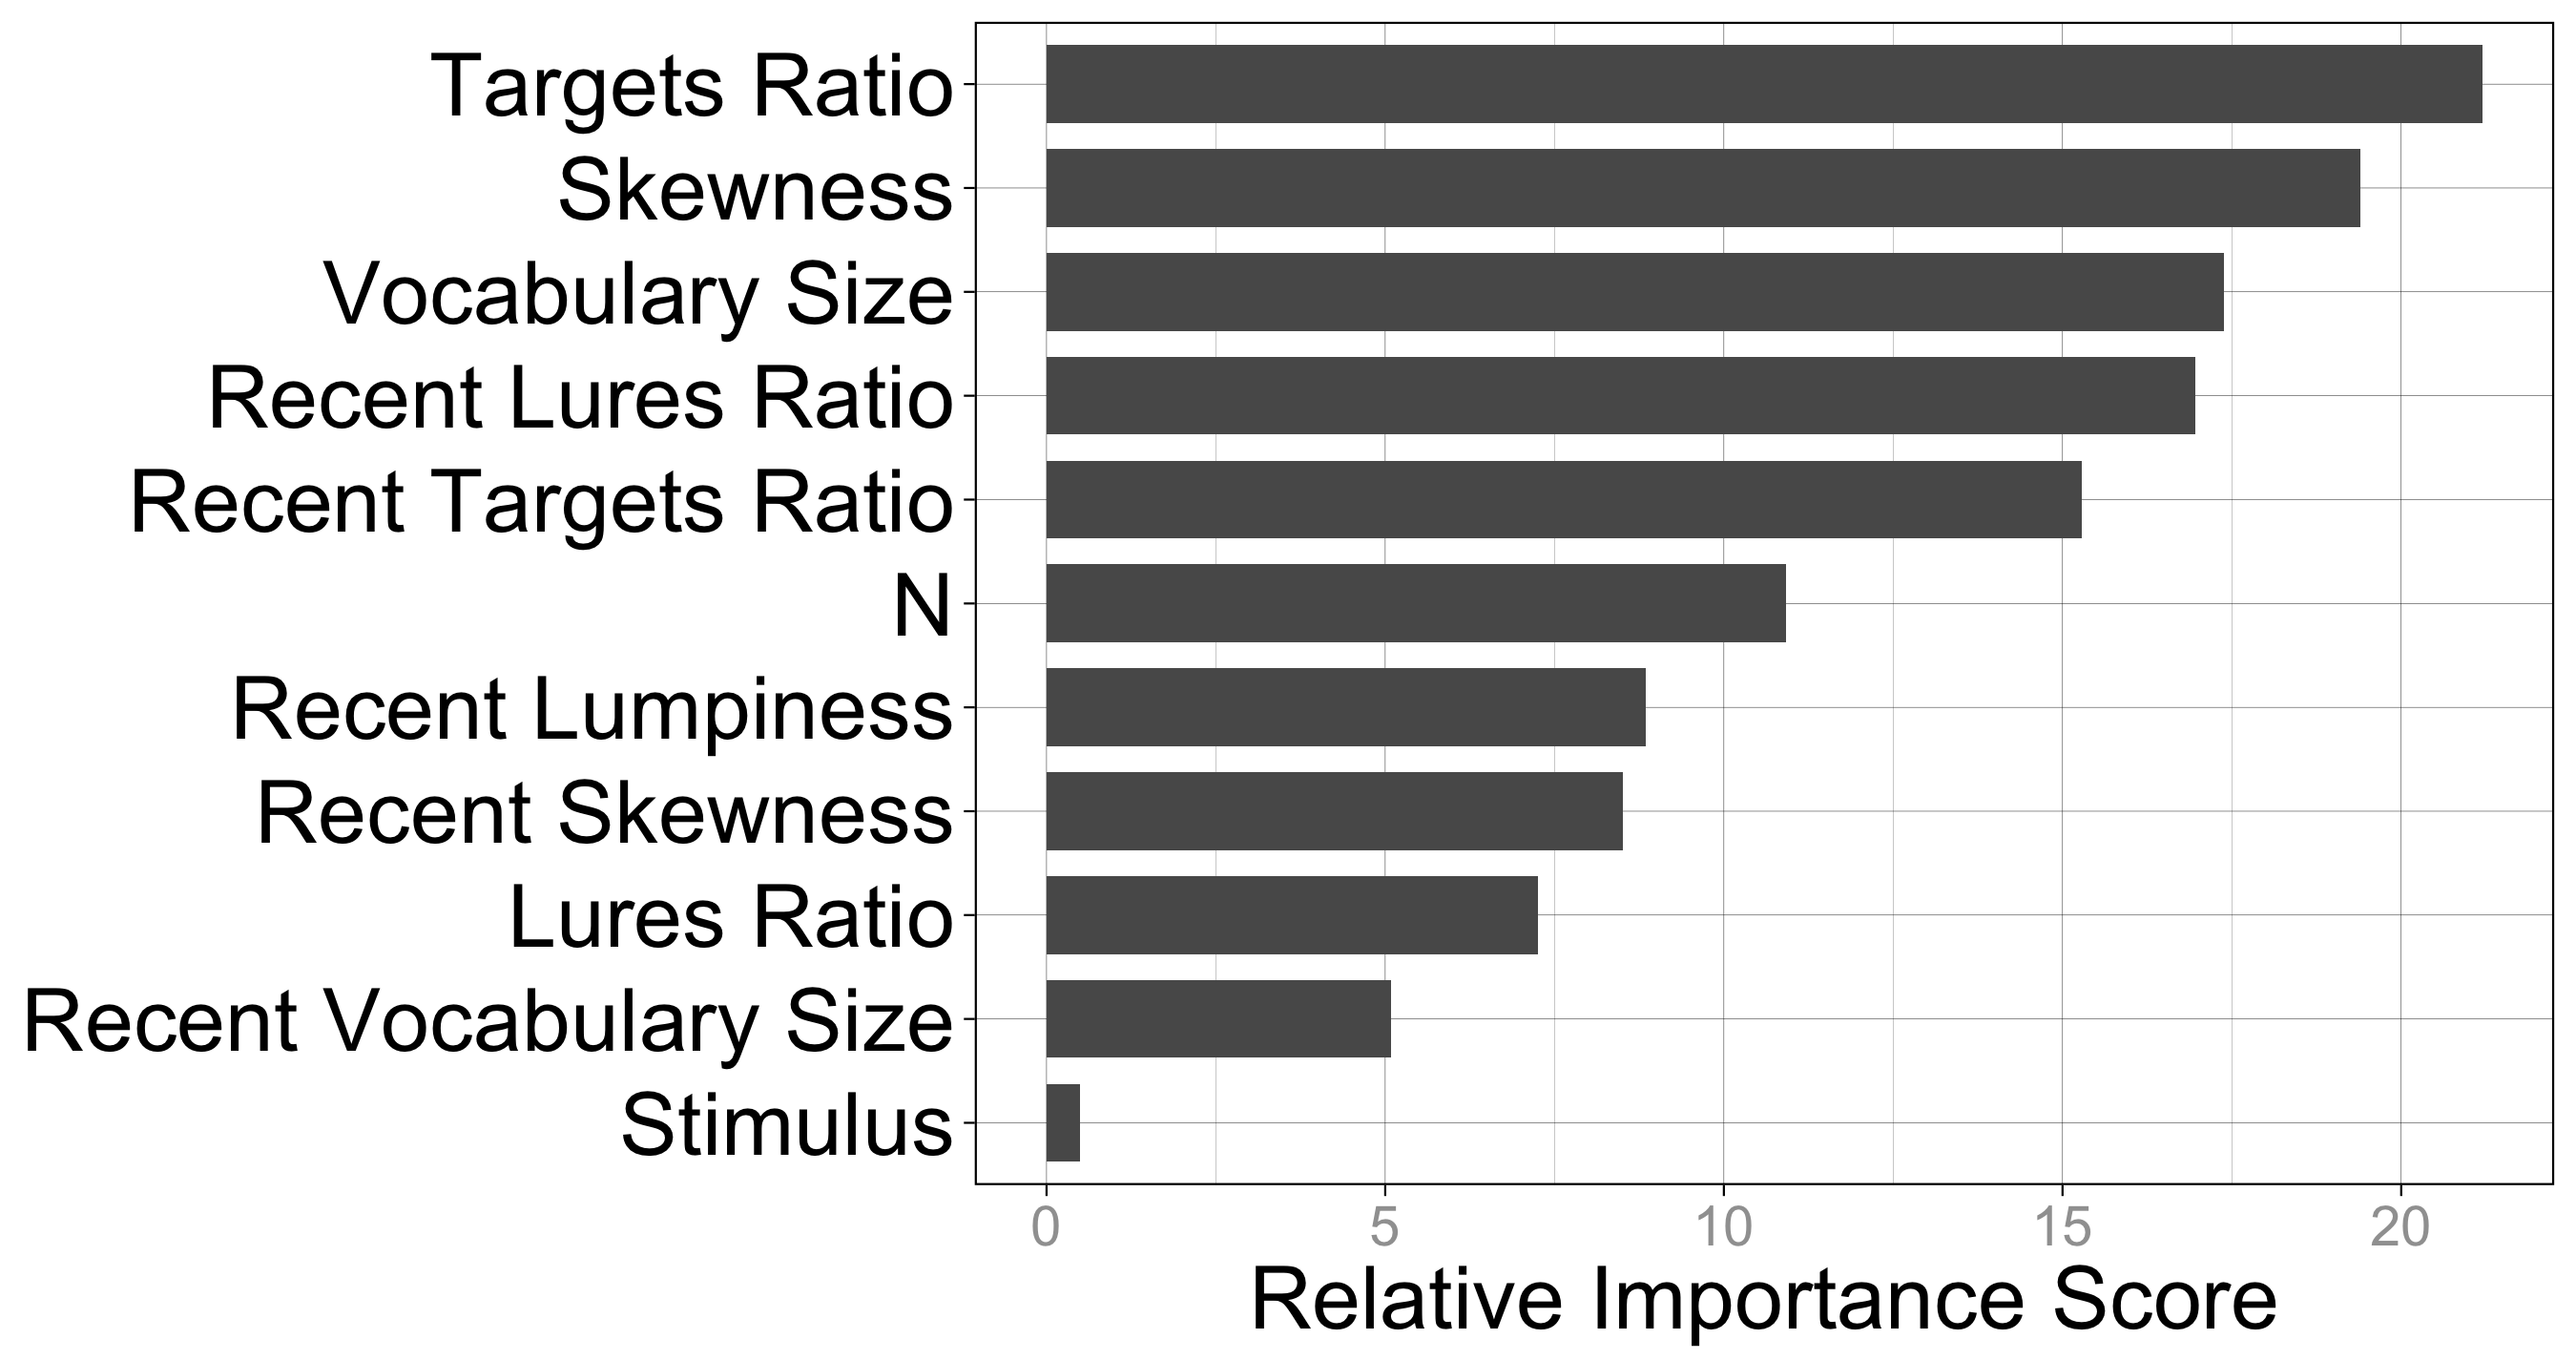 Targets Ratio
Skewness
Vocabulary Size
Recent Lures Ratio
Recent Targets Ratio
N
Recent Lumpiness
Recent Skewness
Lures Ratio
Recent Vocabulary Size
Stimulus
0 5 10 15 20
Relative Importance Score